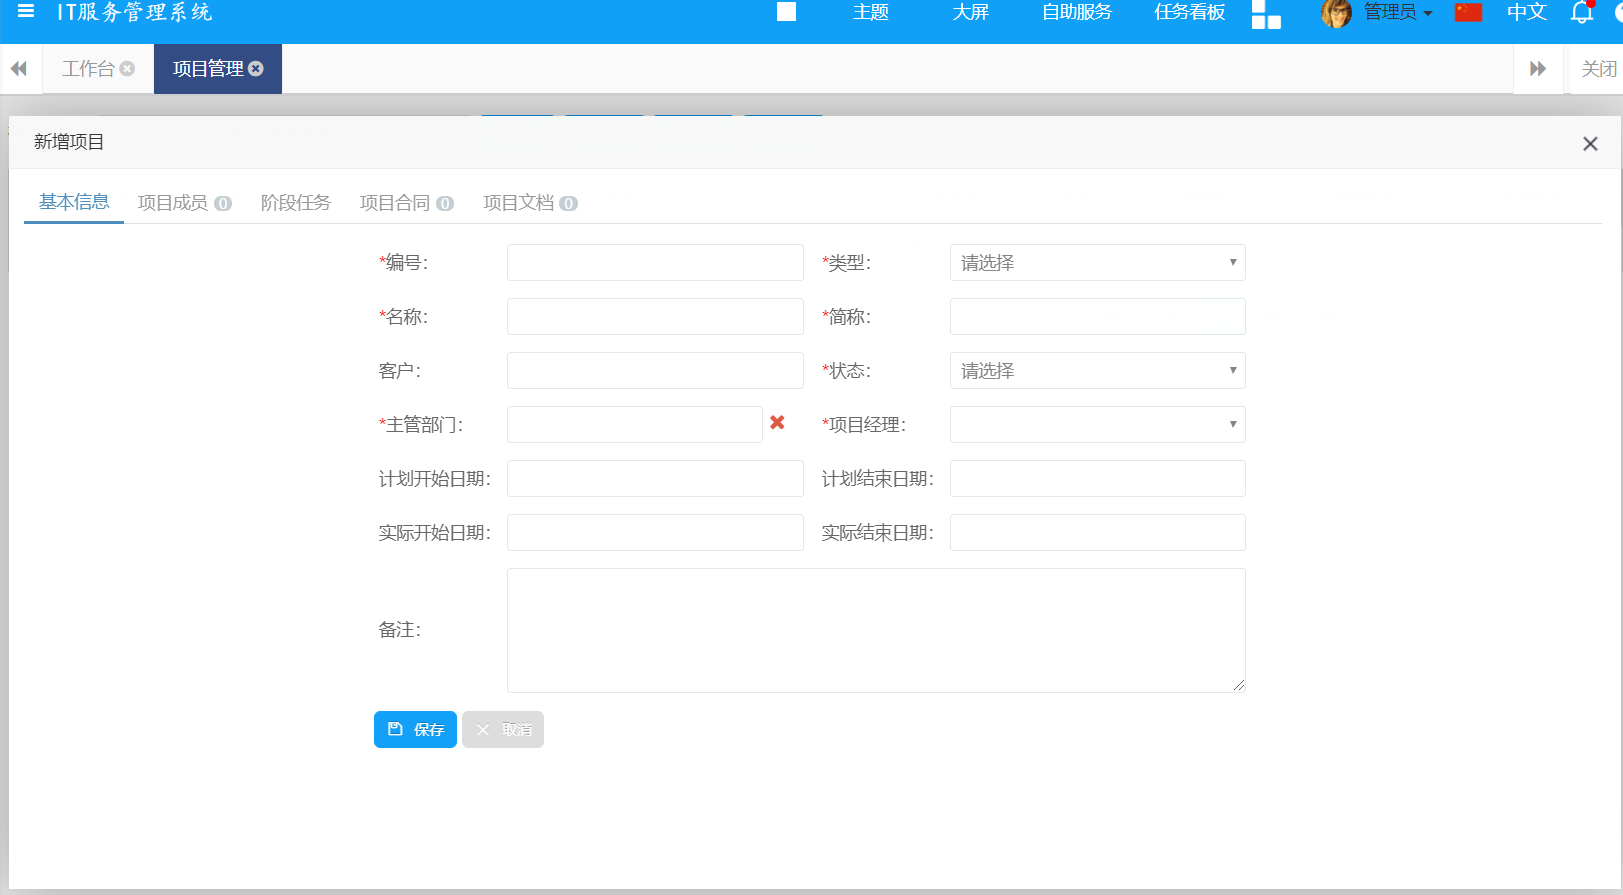 IT服务管理系统 主题 大屏 自助服务 任务看板 管理员 中文
工作台 项目管理 关闭
新增项目
基本信息 项目成员 0 阶段任务 项目合同 0 项目文档 0
*编号： *类型： 请选择
*名称： *简称：
客户： *状态： 请选择
*主管部门： *项目经理：
计划开始日期： 计划结束日期：
实际开始日期： 实际结束日期：
备注：
保存 取消